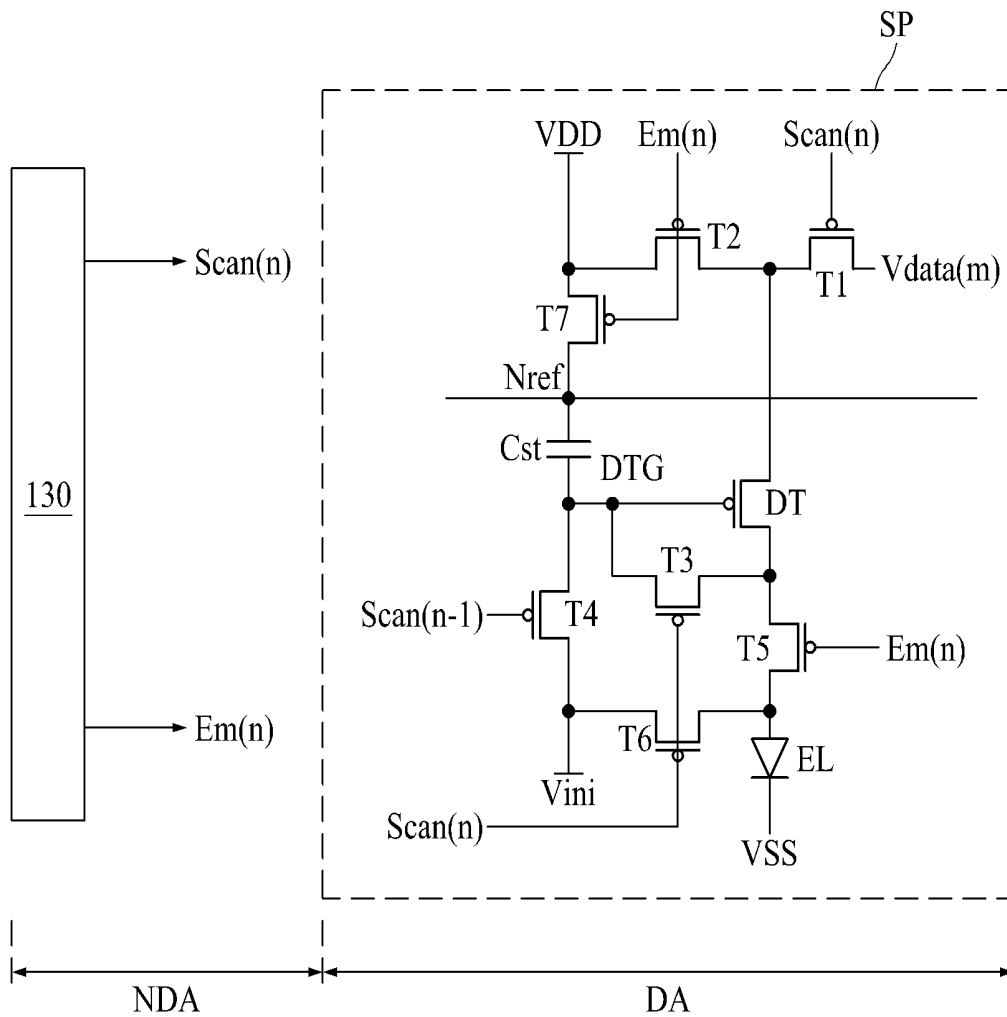 SP
VDD
Em(n)
Scan(n)
T2
Scan(n)
T1
Vdata(m)
T7
Nref
Cst
DTG
130
DT
T3
Scan(n-1)
T4
T5
Em(n)
Em(n)
T6
EL
Vini
Scan(n)
VSS
NDA
DA